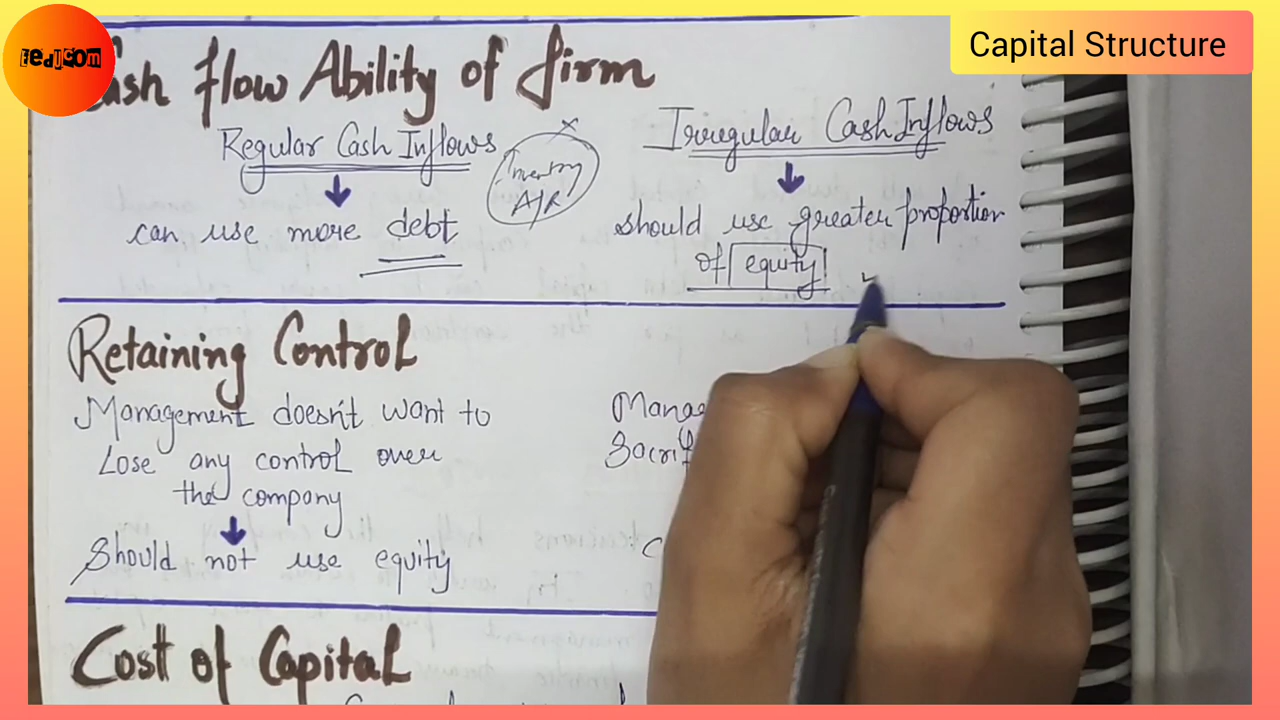 Capital Structure
FeduCom
Cash flow Ability of firm
Regular Cash Inflows
Inventory
A/R
can use more debt
Irregular Cash Inflows
should use greater proportion
of equity
Retaining Control
Management doesn't want to
Lose any control over
the company
Should not use equity
Cost of Capital